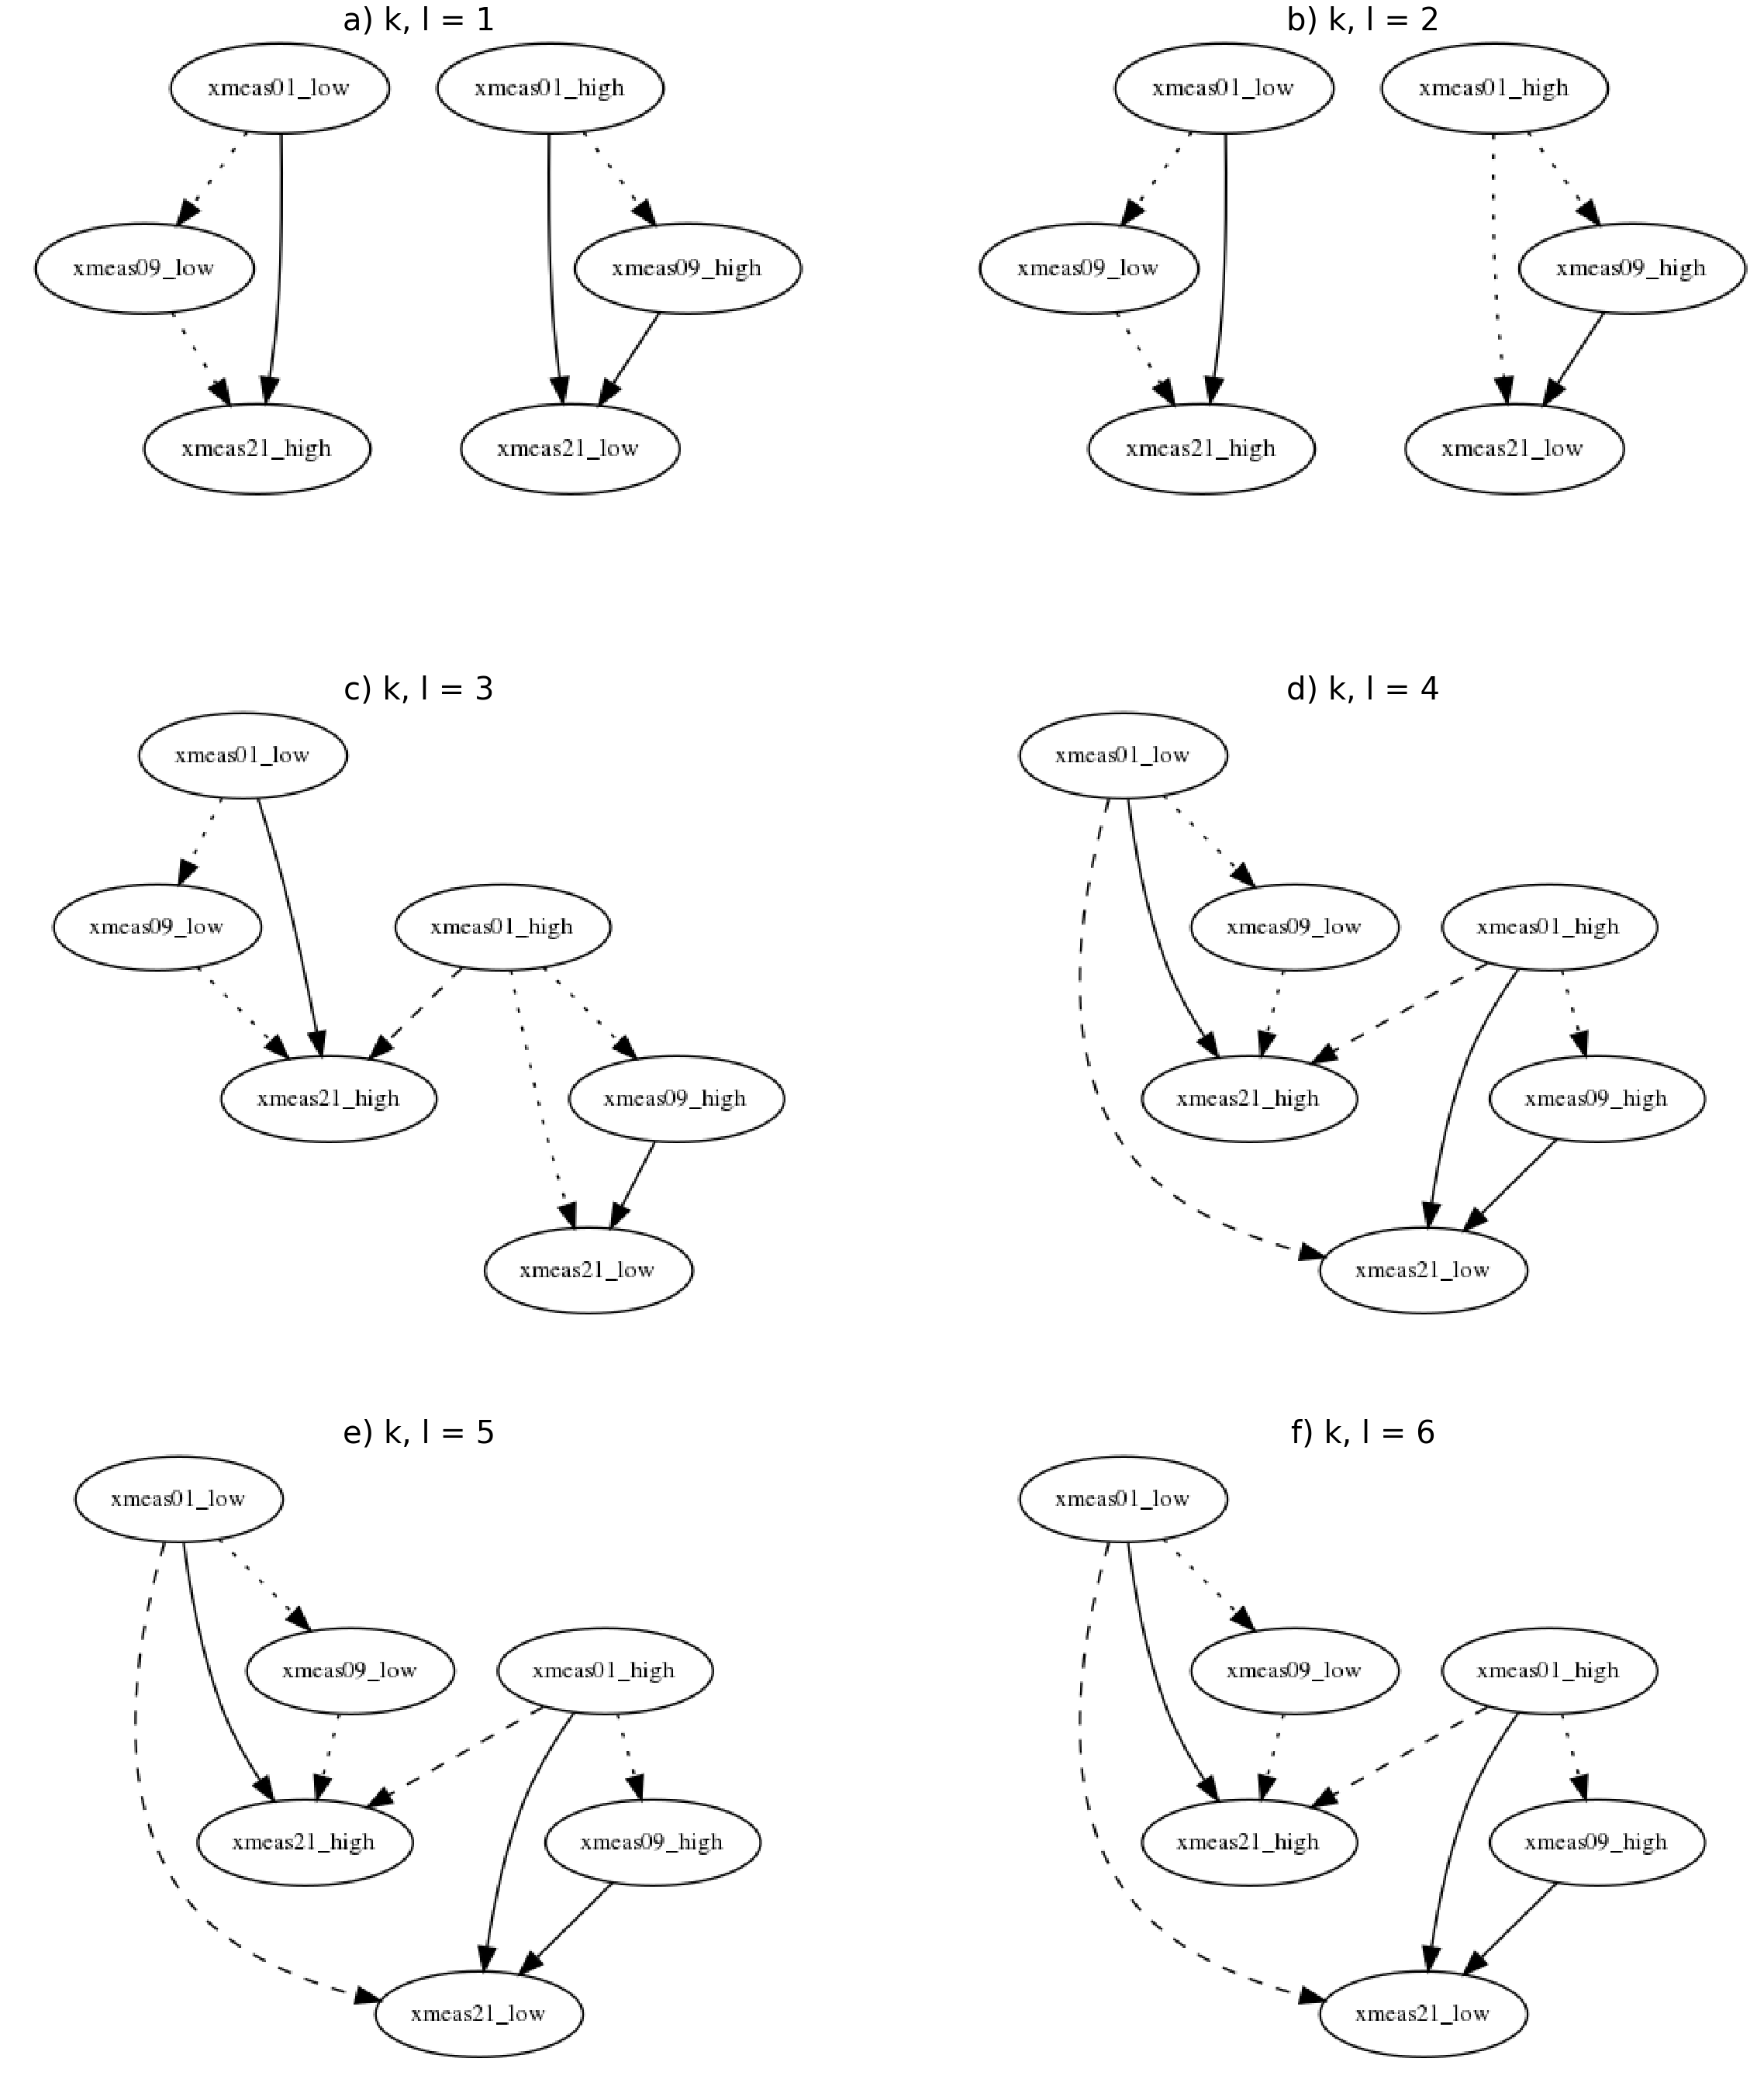 a) k, l = 1
xmeas01_low
xmeas01_high
xmeas09_low
xmeas09_high
xmeas21_high
xmeas21_low
b) k, l = 2
xmeas01_low
xmeas01_high
xmeas09_low
xmeas09_high
xmeas21_high
xmeas21_low
c) k, l = 3
xmeas01_low
xmeas09_low
xmeas01_high
xmeas21_high
xmeas09_high
xmeas21_low
d) k, l = 4
xmeas01_low
xmeas09_low
xmeas01_high
xmeas21_high
xmeas09_high
xmeas21_low
e) k, l = 5
xmeas01_low
xmeas09_low
xmeas01_high
xmeas21_high
xmeas09_high
xmeas21_low
f) k, l = 6
xmeas01_low
xmeas09_low
xmeas01_high
xmeas21_high
xmeas09_high
xmeas21_low